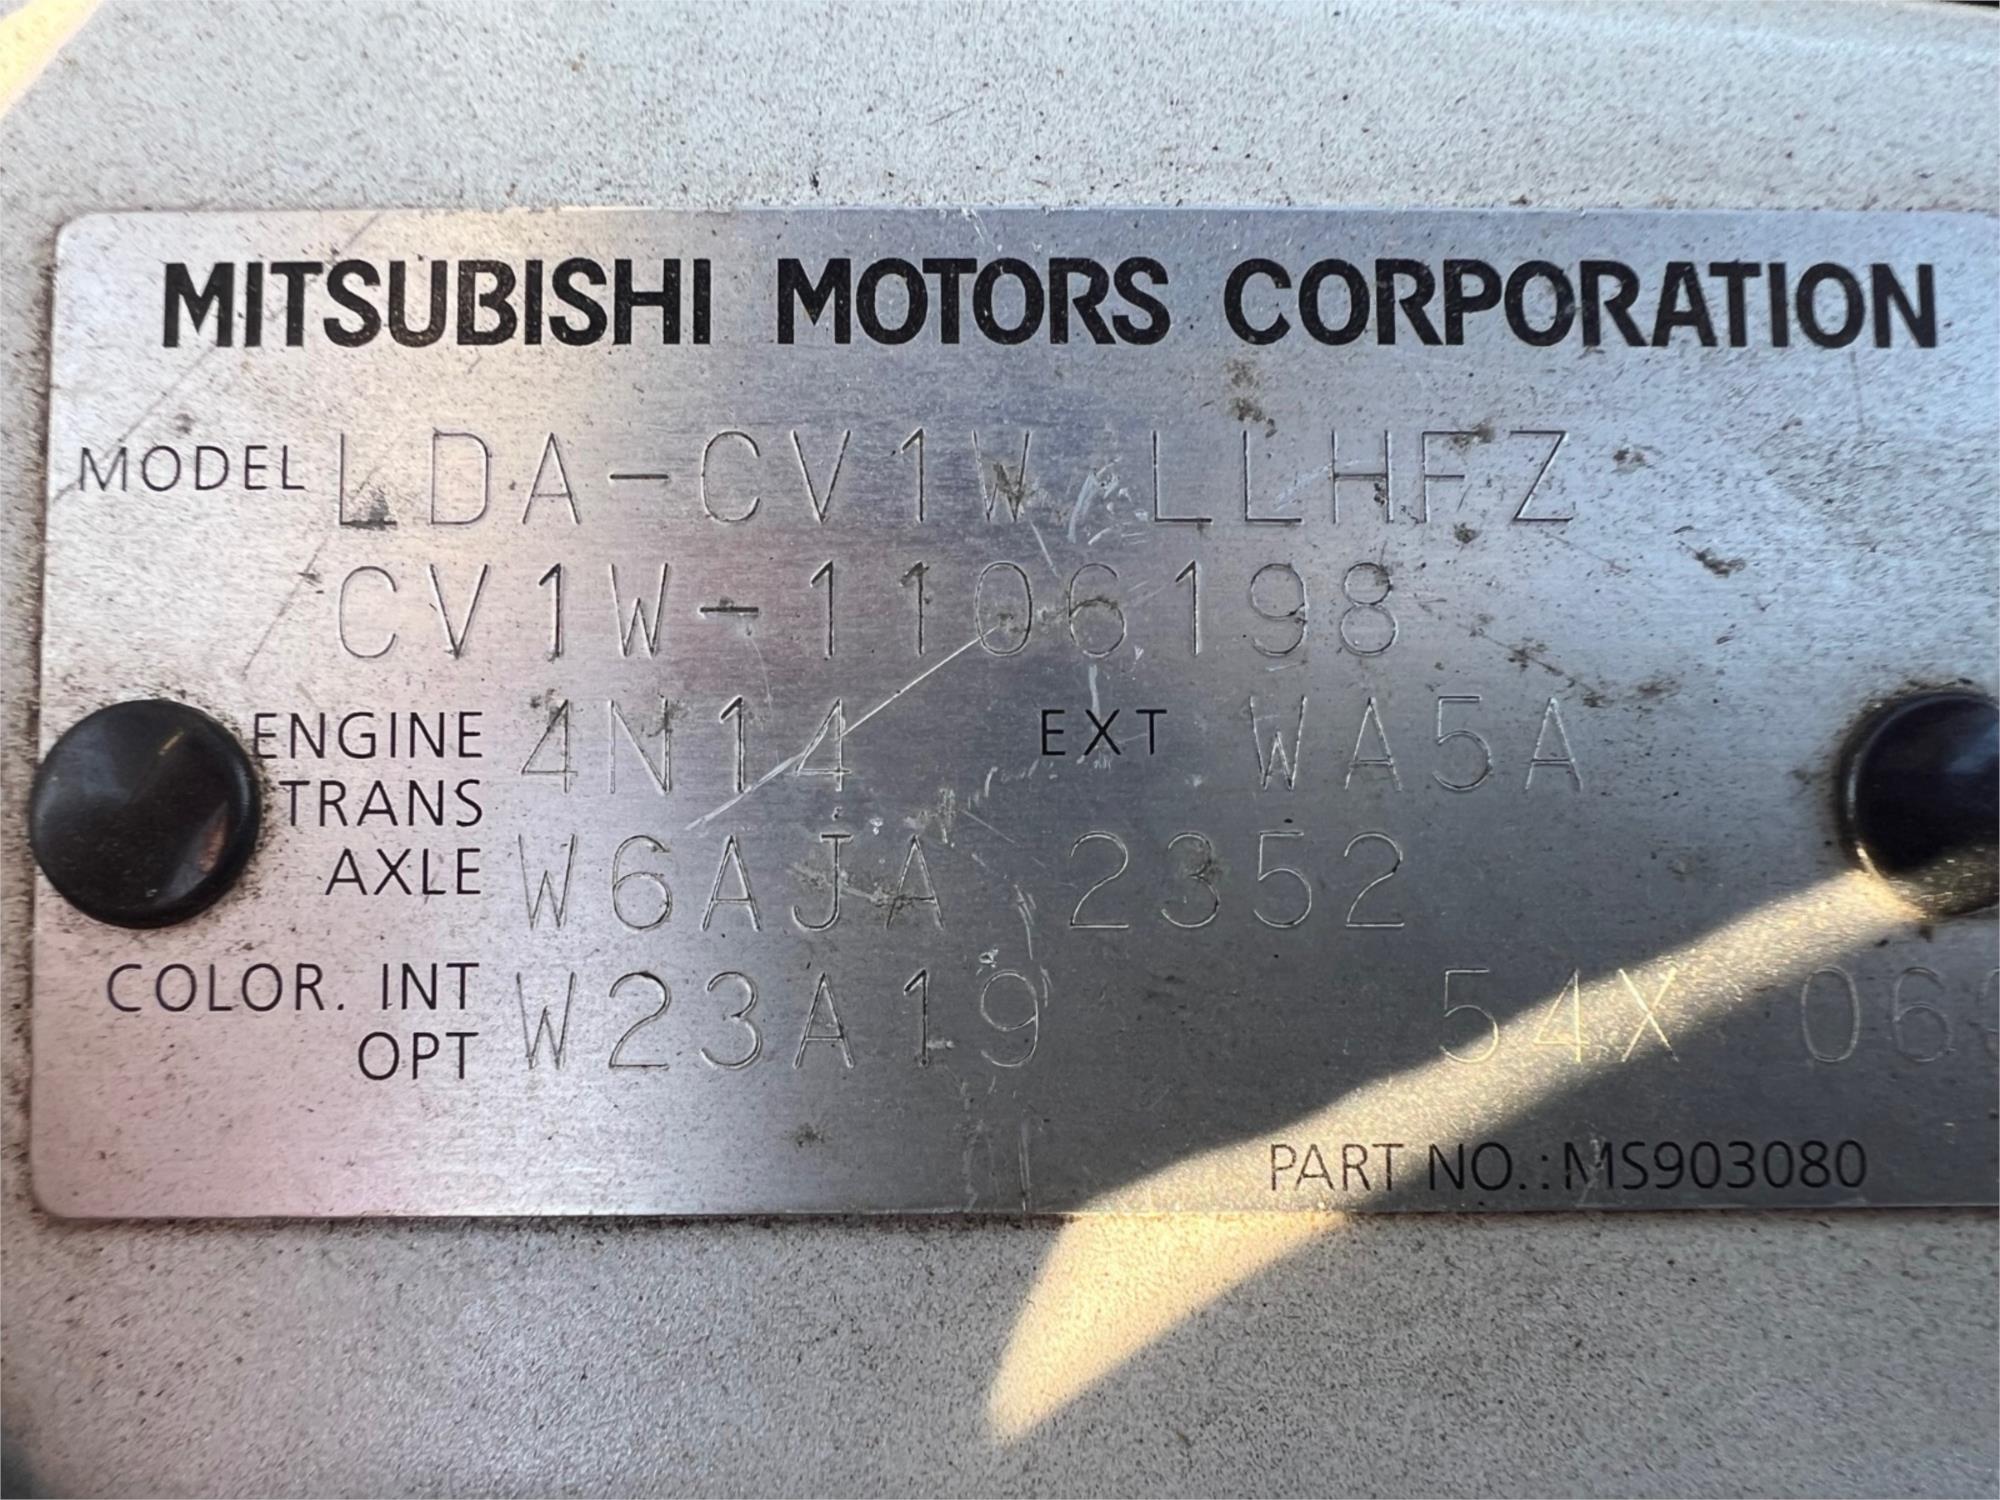 MITSUBISHI MOTORS CORPORATION
MODEL LDA-CV1W LLHFZ
CV1W-1106198
ENGINE 4N14 EXT WA5A
TRANS
AXLE W6AJA 2352
COLOR. INT W23A19 54X
OPT
PART NO.:MS903080